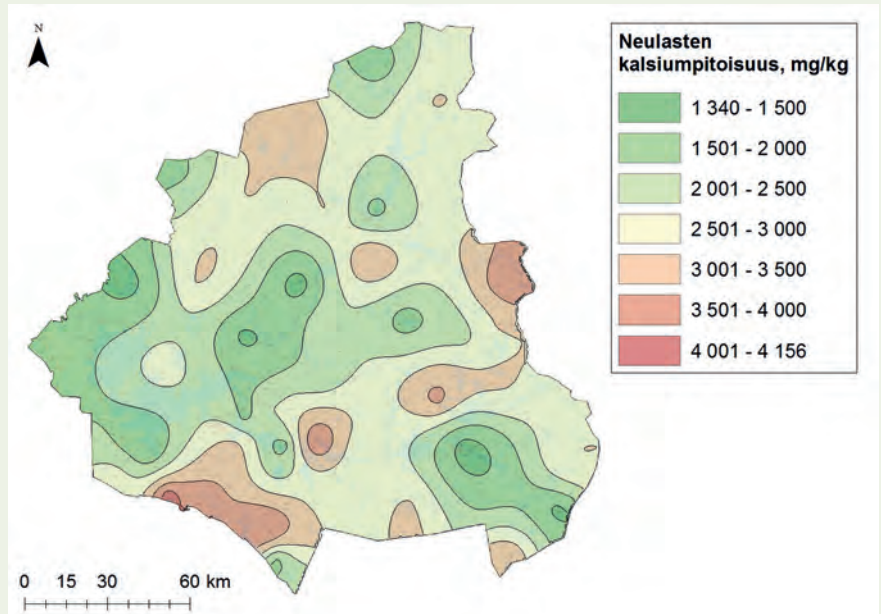 N
Neulasten
kalsiumpitoisuus, mg/kg
1 340 - 1 500
1 501 - 2 000
2 001 - 2 500
2 501 - 3 000
3 001 - 3 500
3 501 - 4 000
4 001 - 4 156
0 15 30 60 km